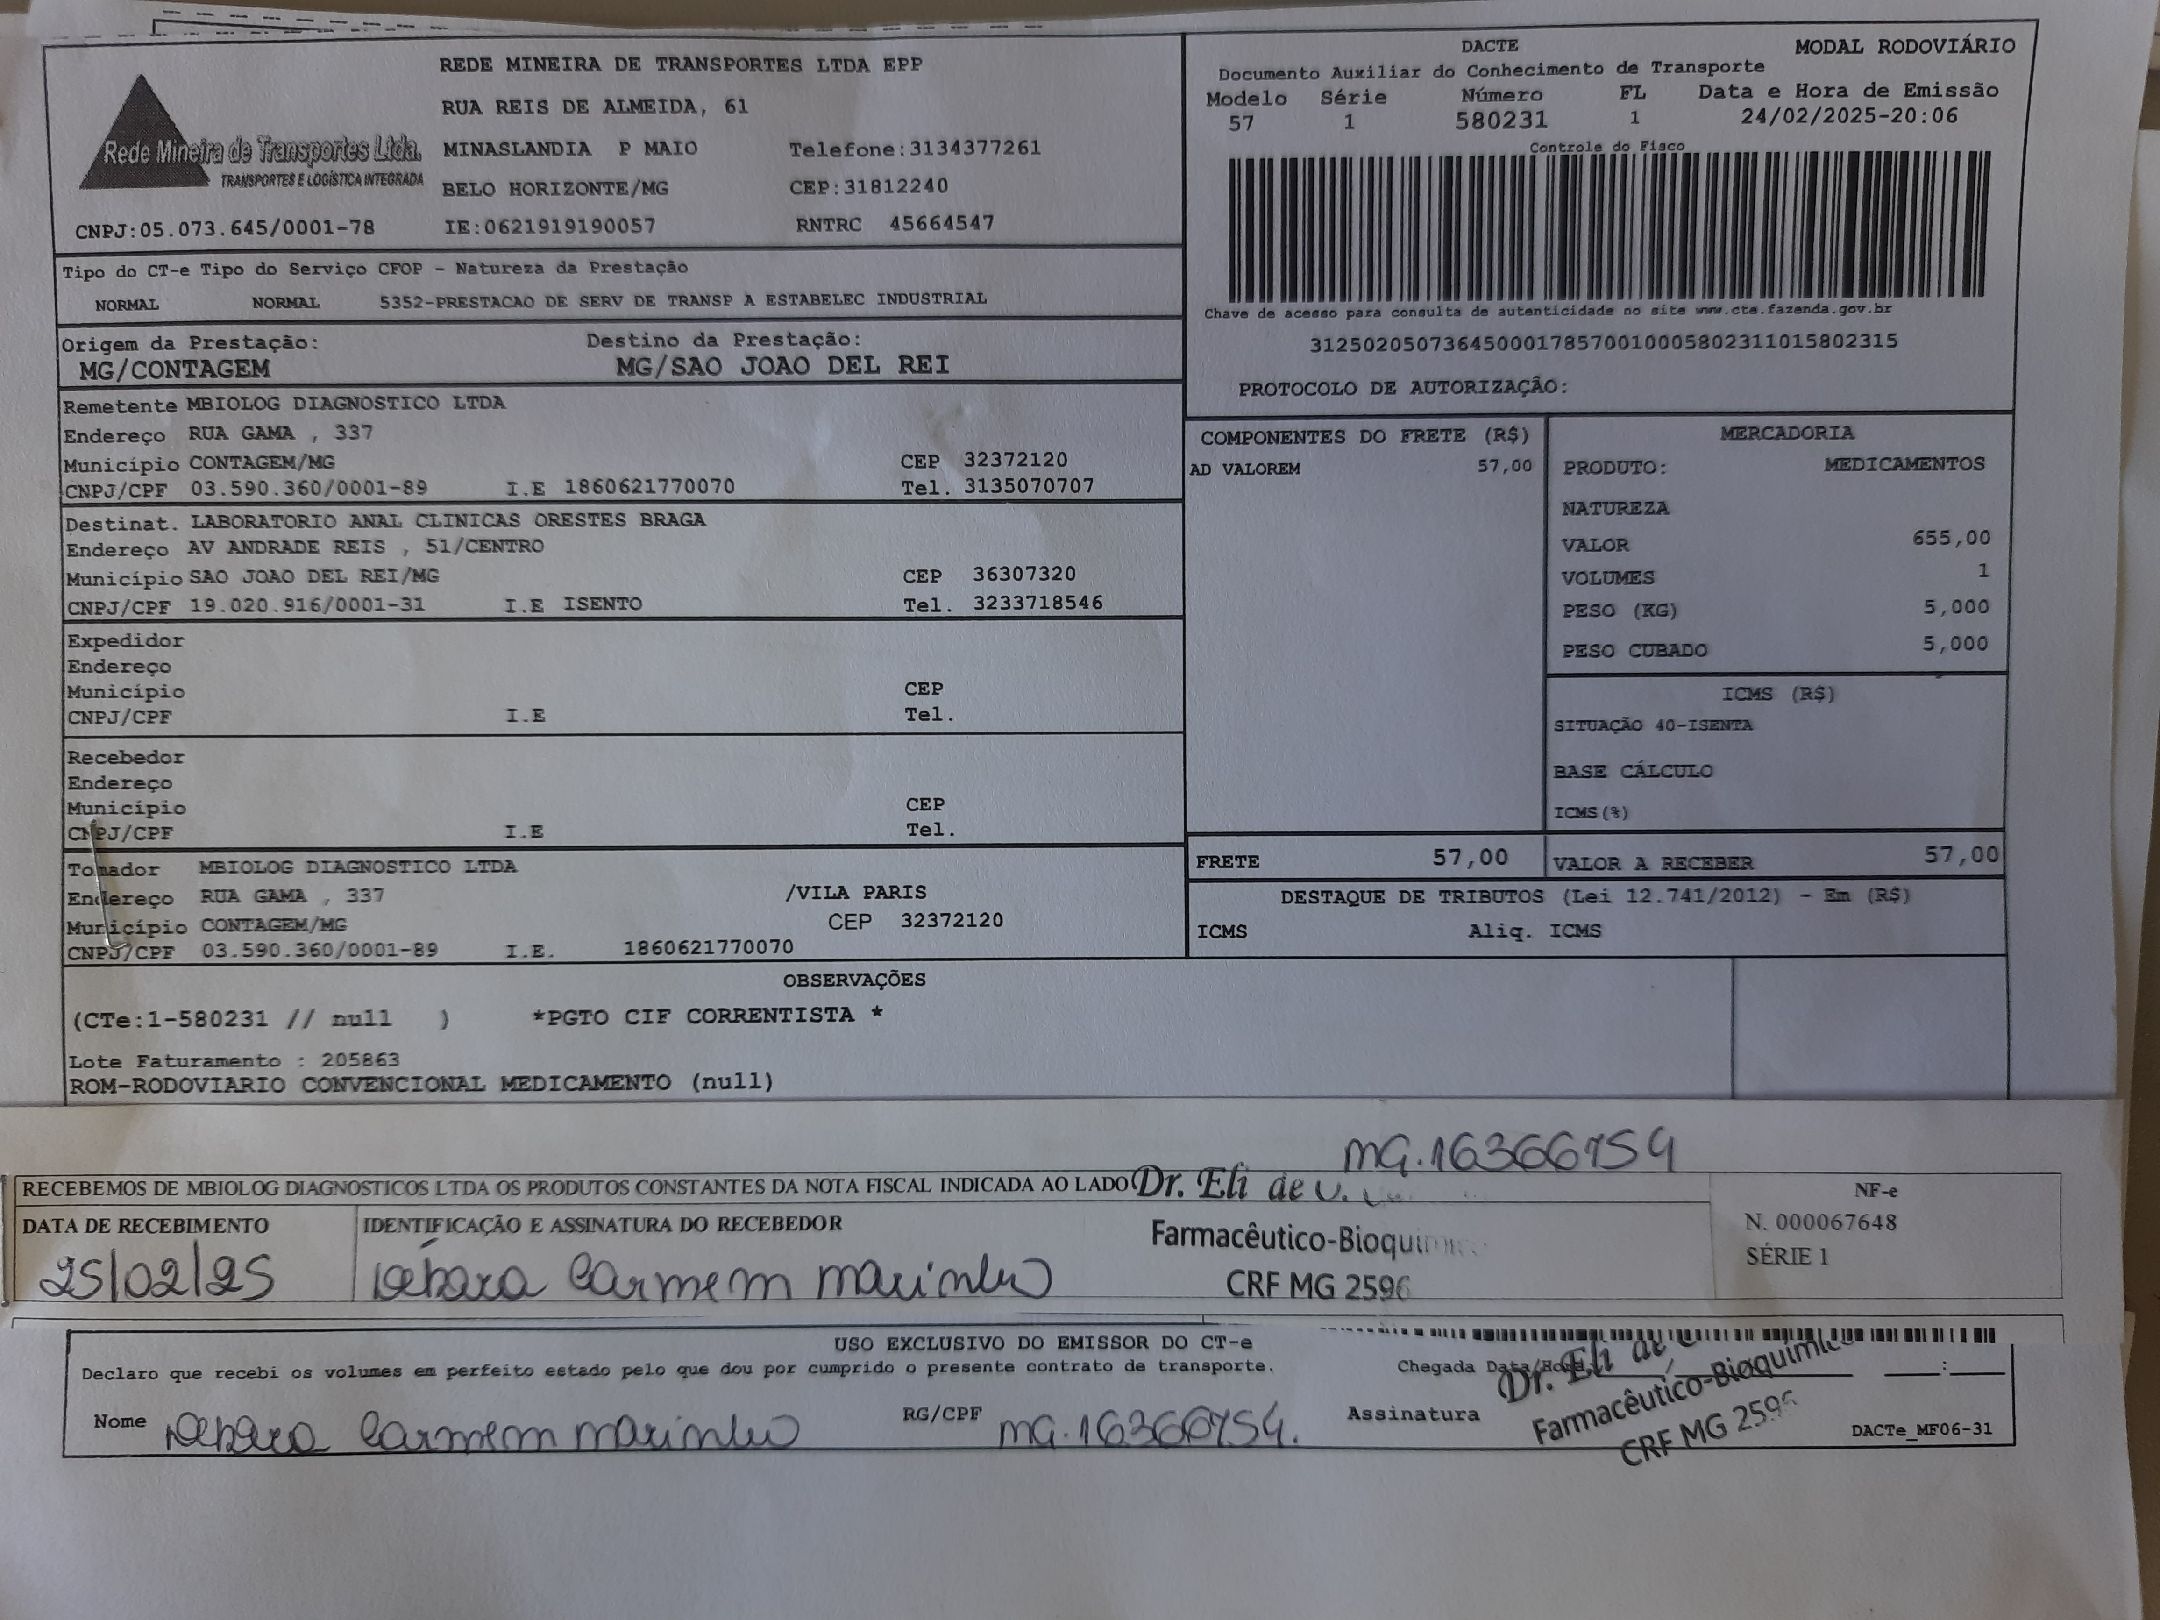 REDE MINEIRA DE TRANSPORTES LTDA EPP
RUA REIS DE ALMEIDA, 61
Rede Mineira de Transportes Ltda.
TRANSPORTES E LOGÍSTICA INTEGRADA
MINASLANDIA P MAIO Telefone:3134377261
BELO HORIZONTE/MG CEP:31812240
CNPJ:05.073.645/0001-78 IE:0621919190057 RNTRC 45664547
DACTE MODAL RODOVIÁRIO
Documento Auxiliar do Conhecimento de Transporte
Modelo Série Número FL Data e Hora de Emissão
57 1 580231 1 24/02/2025-20:06
Controle do Fisco
Chave de acesso para consulta de autenticidade no site www.cte.fazenda.gov.br
31250205073645000178570010005802311015802315
PROTOCOLO DE AUTORIZAÇÃO:
Tipo do CT-e Tipo do Serviço CFOP - Natureza da Prestação
NORMAL NORMAL 5352-PRESTACAO DE SERV DE TRANSP A ESTABELEC INDUSTRIAL
Origem da Prestação: Destino da Prestação:
MG/CONTAGEM MG/SAO JOAO DEL REI
Remetente MBIOLOG DIAGNOSTICO LTDA
Endereço RUA GAMA , 337
Município CONTAGEM/MG CEP 32372120
CNPJ/CPF 03.590.360/0001-89 I.E 1860621770070 Tel. 3135070707
Destinat. LABORATORIO ANAL CLINICAS ORESTES BRAGA
Endereço AV ANDRADE REIS , 51/CENTRO
Município SAO JOAO DEL REI/MG CEP 36307320
CNPJ/CPF 19.020.916/0001-31 I.E ISENTO Tel. 3233718546
Expedidor
Endereço
Município CEP
CNPJ/CPF I.E Tel.
Recebedor
Endereço
Município CEP
CNPJ/CPF I.E Tel.
Tomador MBIOLOG DIAGNOSTICO LTDA
Endereço RUA GAMA , 337 /VILA PARIS
Município CONTAGEM/MG CEP 32372120
CNPJ/CPF 03.590.360/0001-89 I.E. 1860621770070
COMPONENTES DO FRETE (R$)
AD VALOREM 57,00
MERCADORIA
PRODUTO: MEDICAMENTOS
NATUREZA
VALOR 655,00
VOLUMES 1
PESO (KG) 5,000
PESO CUBADO 5,000
ICMS (R$)
SITUAÇÃO 40-ISENTA
BASE CÁLCULO
ICMS(%)
FRETE 57,00 VALOR A RECEBER 57,00
DESTAQUE DE TRIBUTOS (Lei 12.741/2012) - Em (R$)
ICMS Aliq. ICMS
OBSERVAÇÕES
(CTe:1-580231 // null ) *PGTO CIF CORRENTISTA *
Lote Faturamento : 205863
ROM-RODOVIARIO CONVENCIONAL MEDICAMENTO (null)
MG.16366754
RECEBEMOS DE MBIOLOG DIAGNOSTICOS LTDA OS PRODUTOS CONSTANTES DA NOTA FISCAL INDICADA AO LADO
Dr. Eli de
NF-e
DATA DE RECEBIMENTO IDENTIFICAÇÃO E ASSINATURA DO RECEBEDOR
Farmacêutico-Bioquímico
N. 000067648
SÉRIE 1
25/02/25 Débora Carmem Marinho
CRF MG 2596
USO EXCLUSIVO DO EMISSOR DO CT-e
Declaro que recebi os volumes em perfeito estado pelo que dou por cumprido o presente contrato de transporte. Chegada Data/Hora
Nome Débora Carmem Marinho RG/CPF MG.16366754. Assinatura
Dr. Eli de
Farmacêutico-Bioquímico
CRF MG 2596
DACTe_MF06-31